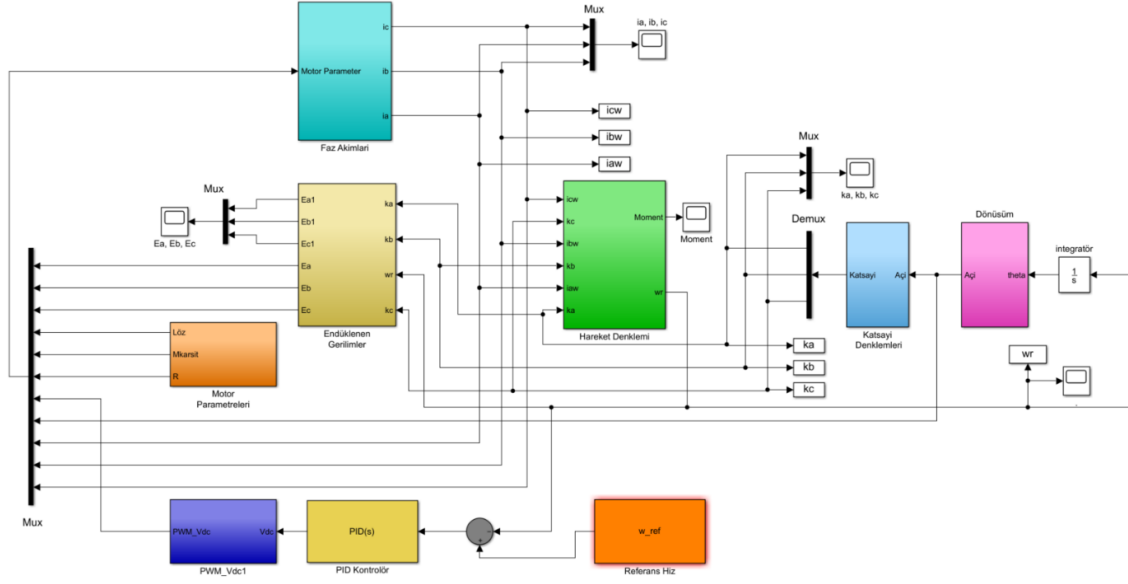 Mux
ia, ib, ic
ic
Motor Parameter
ib
ia
Faz Akimlari
icw
ibw
iaw
Mux
ka, kb, kc
Mux
Ea, Eb, Ec
Ea1
Eb1
Ec1
Ea
Eb
Ec
ka
kb
wr
kc
Endüklenen
Gerilimler
icw
kc
ibw
kb
iaw
ka
Moment
wr
Hareket Denklemi
Moment
Demux
Katsayi
Açi
Katsayi
Denklemleri
Dönüsüm
Açi
theta
integratör
1
s
Löz
Mkarsit
R
Motor
Parametreleri
ka
kb
kc
wr
Mux
PWM_Vdc
Vdc
PWM_Vdc1
PID(s)
PID Kontrolör
w_ref
Referans Hiz